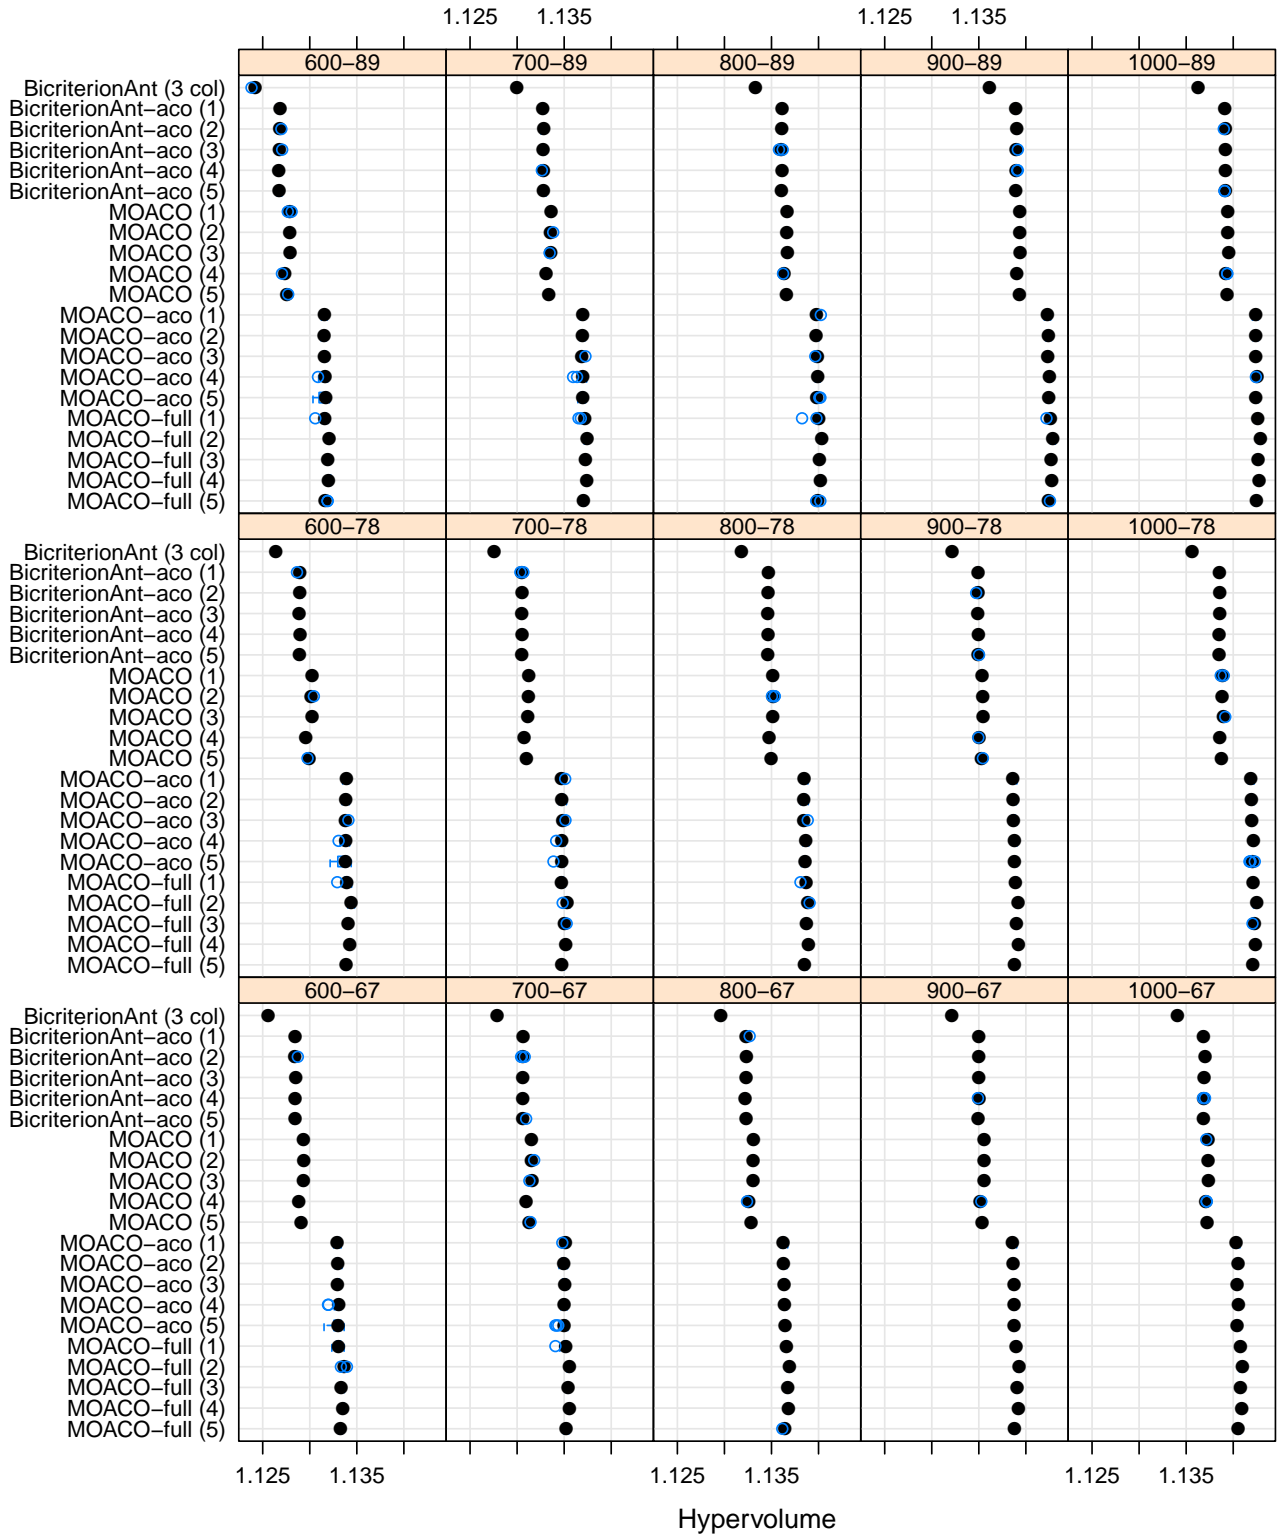 1.125 1.135 1.125 1.135
600−89 700−89 800−89 900−89 1000−89
BicriterionAnt (3 col)
BicriterionAnt−aco (1)
BicriterionAnt−aco (2)
BicriterionAnt−aco (3)
BicriterionAnt−aco (4)
BicriterionAnt−aco (5)
MOACO (1)
MOACO (2)
MOACO (3)
MOACO (4)
MOACO (5)
MOACO−aco (1)
MOACO−aco (2)
MOACO−aco (3)
MOACO−aco (4)
MOACO−aco (5)
MOACO−full (1)
MOACO−full (2)
MOACO−full (3)
MOACO−full (4)
MOACO−full (5)
600−78 700−78 800−78 900−78 1000−78
BicriterionAnt (3 col)
BicriterionAnt−aco (1)
BicriterionAnt−aco (2)
BicriterionAnt−aco (3)
BicriterionAnt−aco (4)
BicriterionAnt−aco (5)
MOACO (1)
MOACO (2)
MOACO (3)
MOACO (4)
MOACO (5)
MOACO−aco (1)
MOACO−aco (2)
MOACO−aco (3)
MOACO−aco (4)
MOACO−aco (5)
MOACO−full (1)
MOACO−full (2)
MOACO−full (3)
MOACO−full (4)
MOACO−full (5)
600−67 700−67 800−67 900−67 1000−67
BicriterionAnt (3 col)
BicriterionAnt−aco (1)
BicriterionAnt−aco (2)
BicriterionAnt−aco (3)
BicriterionAnt−aco (4)
BicriterionAnt−aco (5)
MOACO (1)
MOACO (2)
MOACO (3)
MOACO (4)
MOACO (5)
MOACO−aco (1)
MOACO−aco (2)
MOACO−aco (3)
MOACO−aco (4)
MOACO−aco (5)
MOACO−full (1)
MOACO−full (2)
MOACO−full (3)
MOACO−full (4)
MOACO−full (5)
1.125 1.135 1.125 1.135 1.125 1.135
Hypervolume